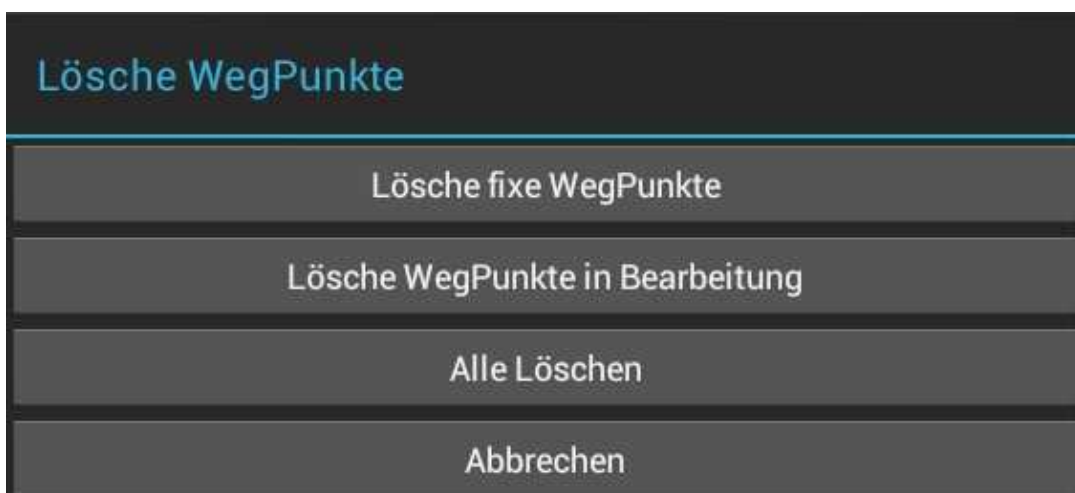 Lösche WegPunkte
Lösche fixe WegPunkte
Lösche WegPunkte in Bearbeitung
Alle Löschen
Abbrechen